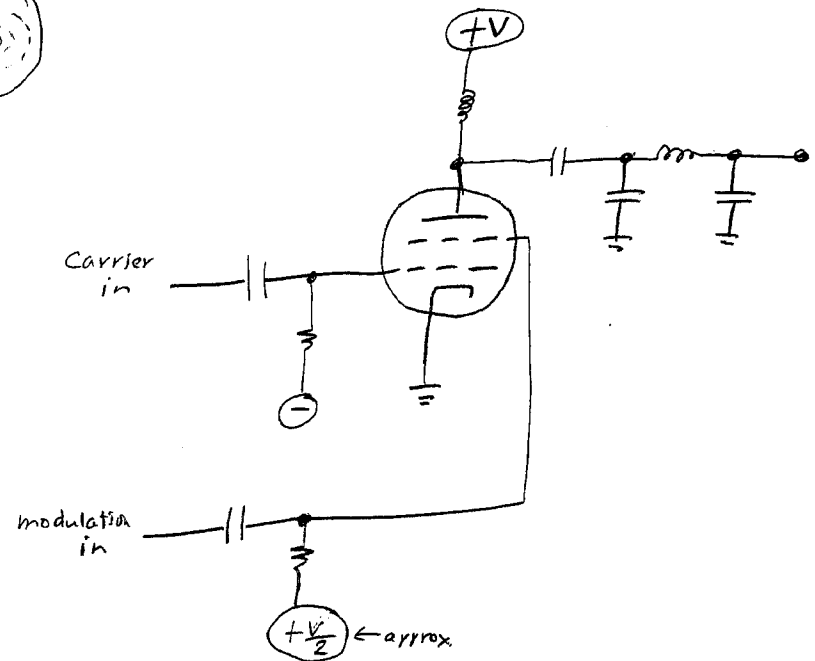 +V
Carrier
in
−
modulation
in
+V/2 ← approx.